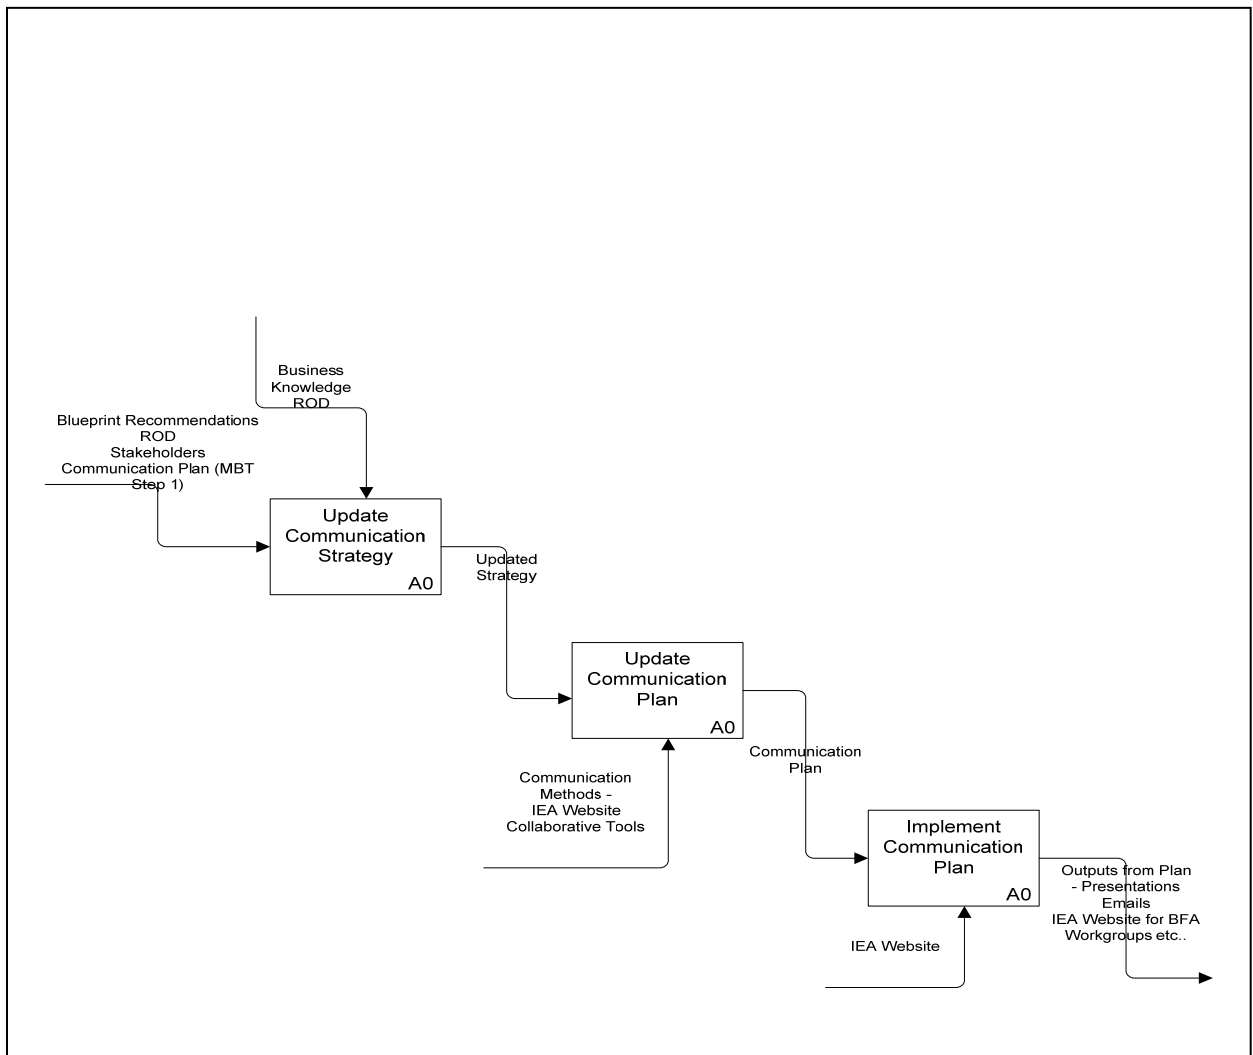 Business
Knowledge
ROD
Blueprint Recommendations
ROD
Stakeholders
Communication Plan (MBT
Step 1)
Update
Communication
Strategy
A0
Updated
Strategy
Update
Communication
Plan
A0
Communication
Methods -
IEA Website
Collaborative Tools
Communication
Plan
Implement
Communication
Plan
A0
IEA Website
Outputs from Plan
- Presentations
Emails
IEA Website for BFA
Workgroups etc..